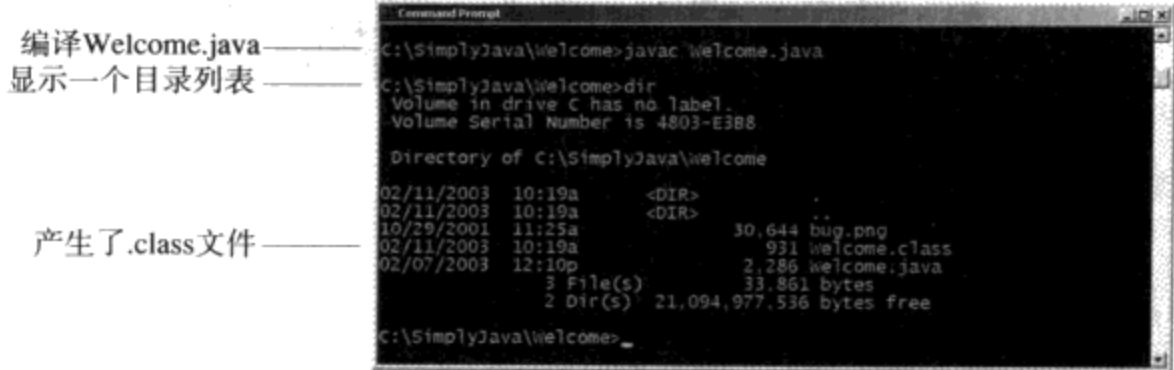 Command Prompt
编译Welcome.java
C:\SimplyJava\Welcome>javac Welcome.java
显示一个目录列表
C:\SimplyJava\Welcome>dir
Volume in drive C has no label.
Volume Serial Number is 4803-E3B8
Directory of C:\SimplyJava\Welcome
02/11/2003 10:19a <DIR> .
02/11/2003 10:19a <DIR> ..
10/29/2001 11:25a 30,644 bug.png
产生了.class文件
02/11/2003 10:19a 931 Welcome.class
02/07/2003 12:10p 2,286 Welcome.java
3 File(s) 33,861 bytes
2 Dir(s) 21,094,977,536 bytes free
C:\SimplyJava\Welcome>_